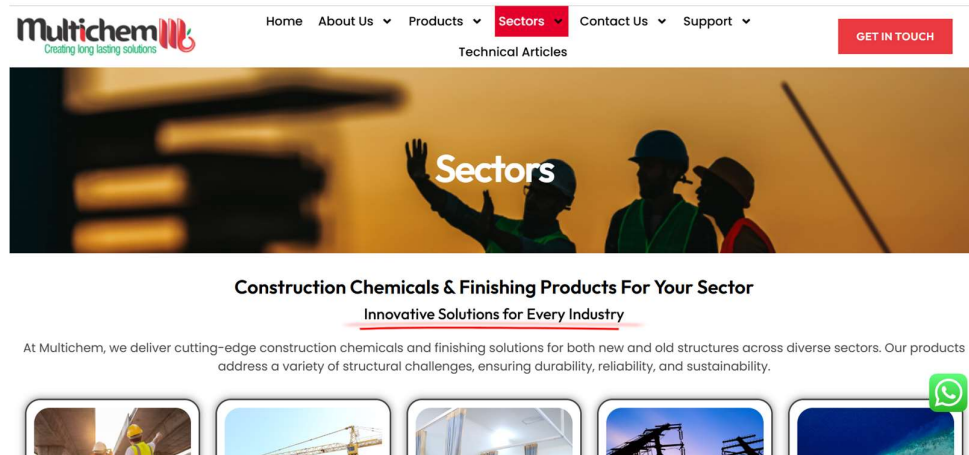 Multichem
Creating long lasting solutions
Home About Us Products Sectors Contact Us Support
Technical Articles
GET IN TOUCH
Sectors
Construction Chemicals & Finishing Products For Your Sector
Innovative Solutions for Every Industry
At Multichem, we deliver cutting-edge construction chemicals and finishing solutions for both new and old structures across diverse sectors. Our products
address a variety of structural challenges, ensuring durability, reliability, and sustainability.